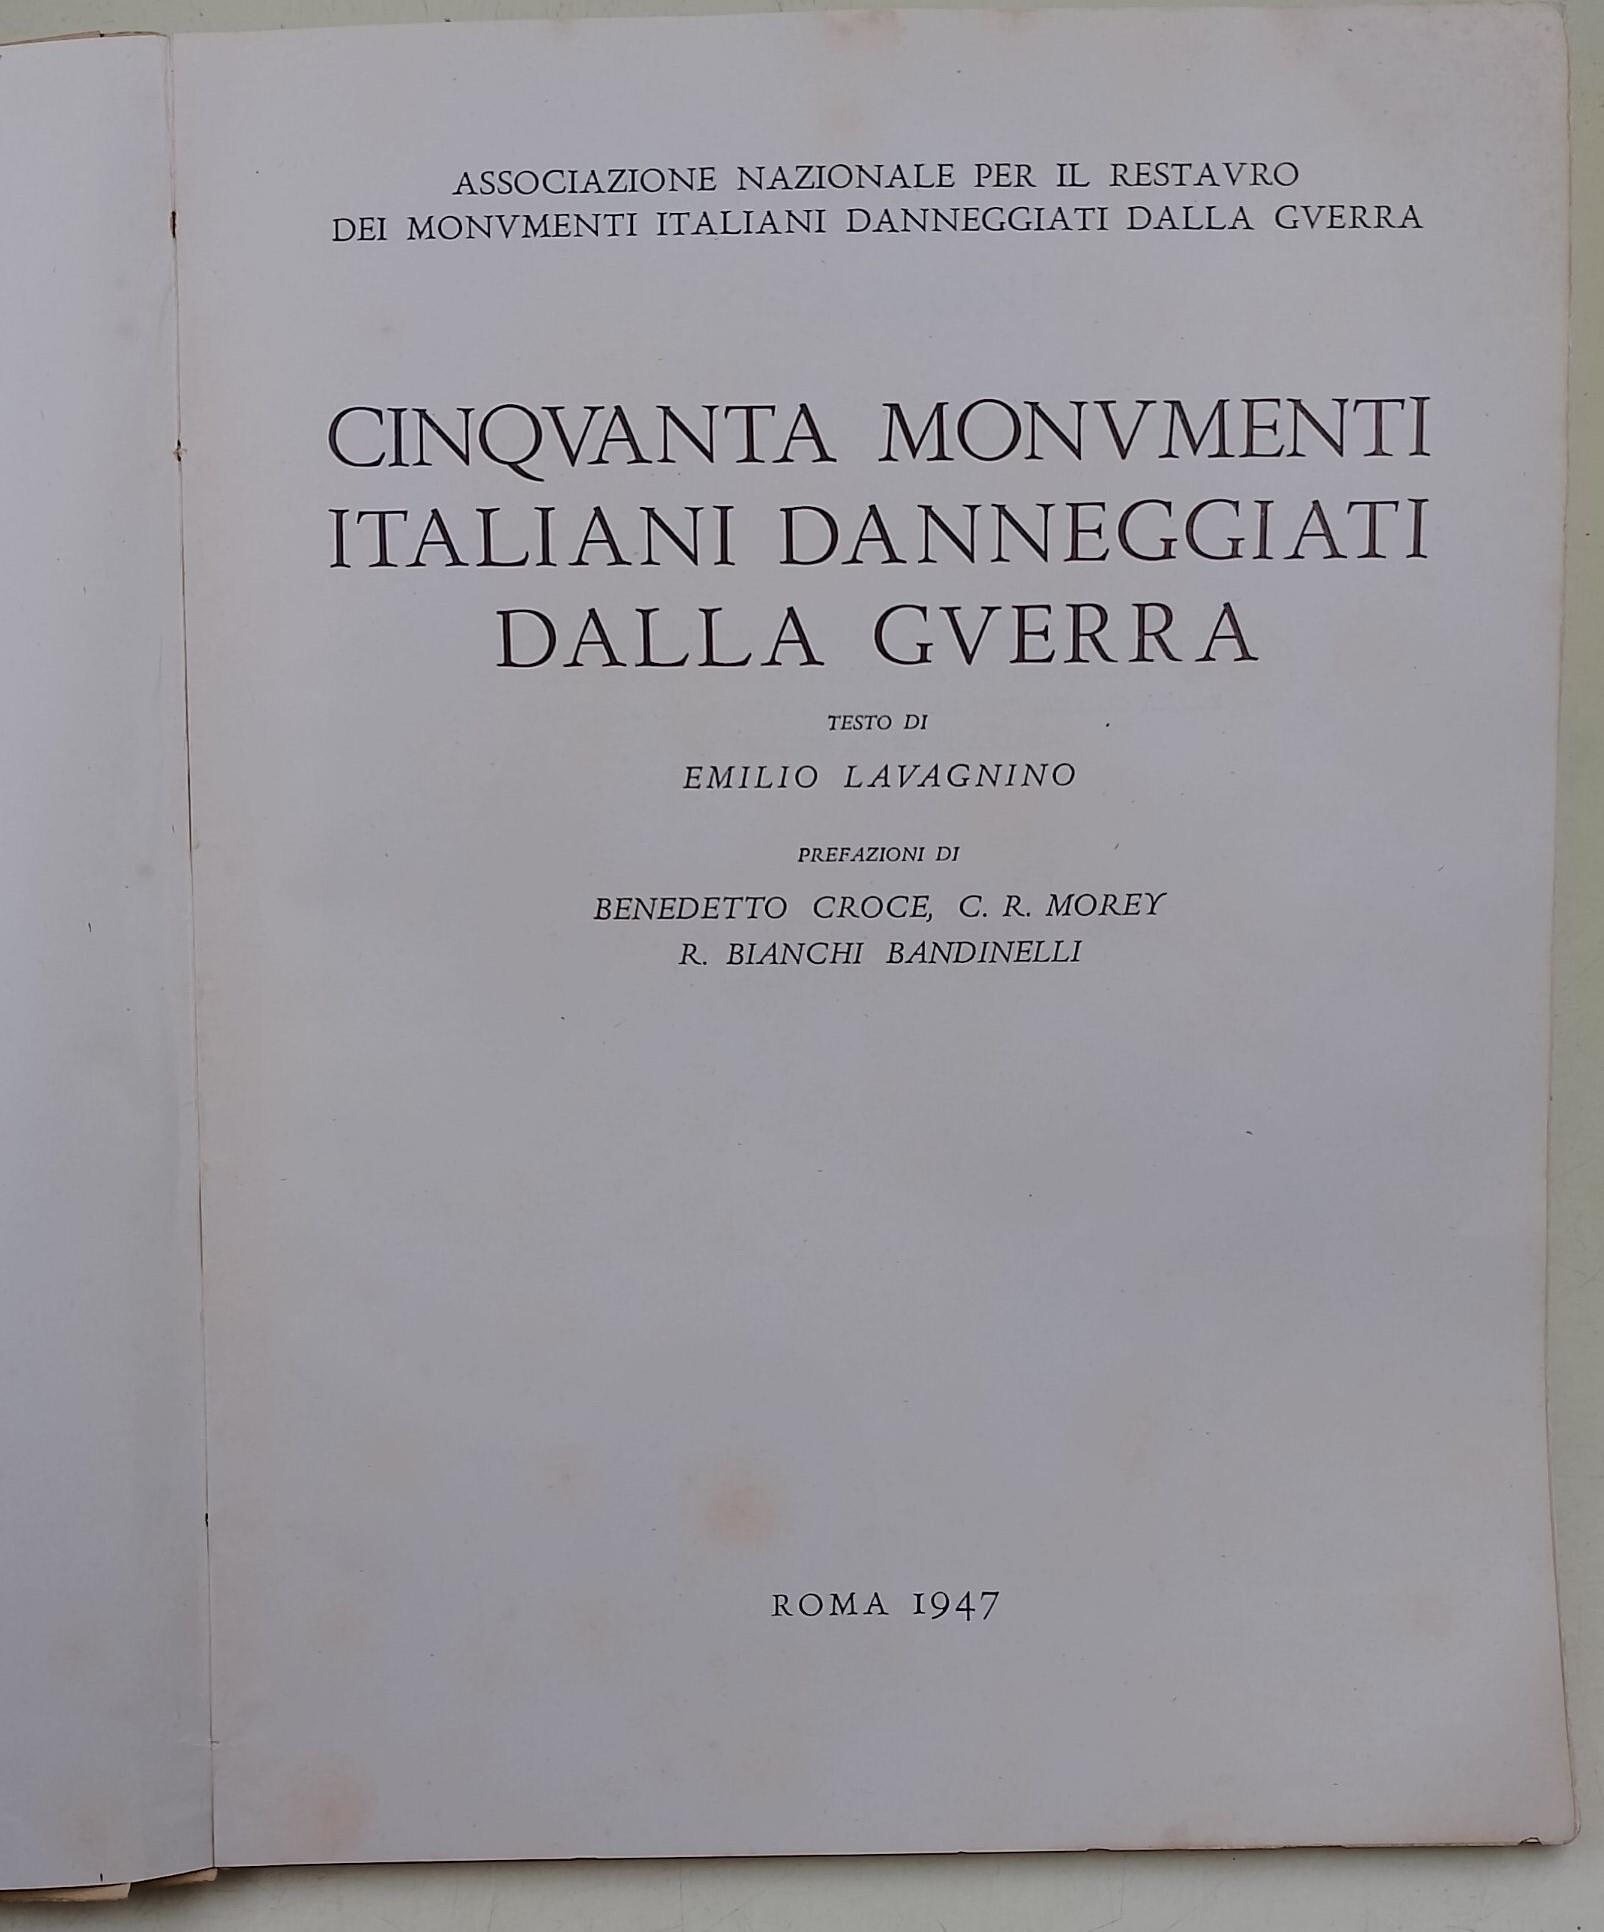 ASSOCIAZIONE NAZIONALE PER IL RESTAVRO
DEI MONVMENTI ITALIANI DANNEGGIATI DALLA GVERRA
CINQVANTA MONVMENTI
ITALIANI DANNEGGIATI
DALLA GVERRA
TESTO DI
EMILIO LAVAGNINO
PREFAZIONI DI
BENEDETTO CROCE, C. R. MOREY
R. BIANCHI BANDINELLI
ROMA 1947